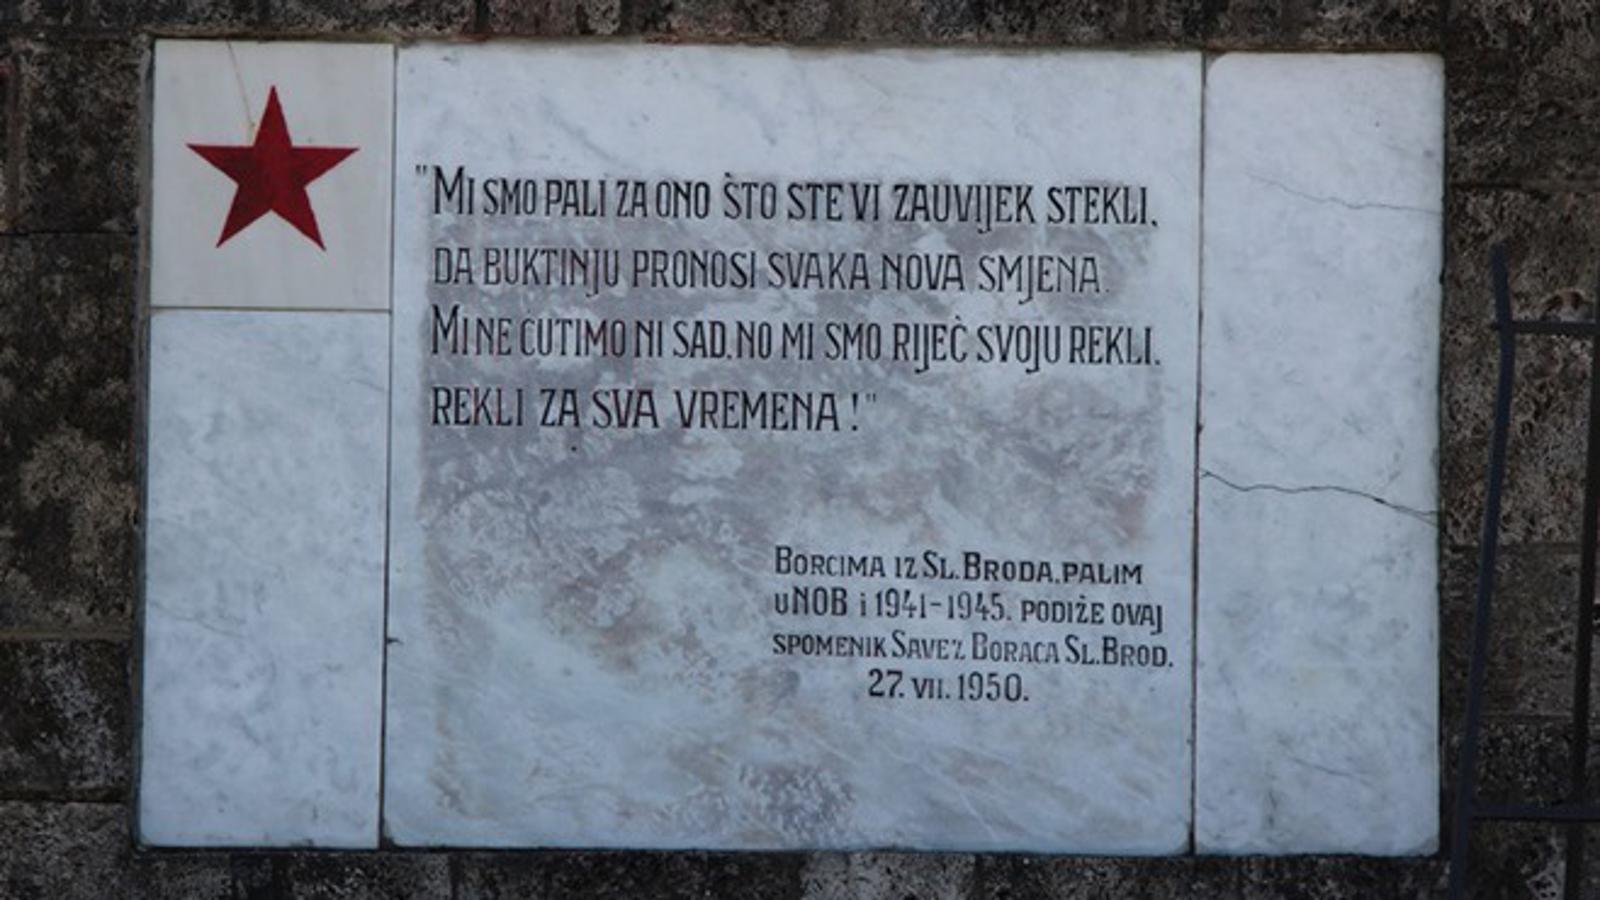 "MI SMO PALI ZA ONO ŠTO STE VI ZAUVIJEK STEKLI,
DA BUKTINJU PRONOSI SVAKA NOVA SMJENA.
MI NE ĆUTIMO NI SAD, NO MI SMO RIJEČ SVOJU REKLI.
REKLI ZA SVA VREMENA!"
BORCIMA IZ SL. BRODA, PALIM
U NOB i 1941-1945. PODIŽE OVAJ
SPOMENIK SAVEZ BORACA SL. BROD.
27. VII. 1950.